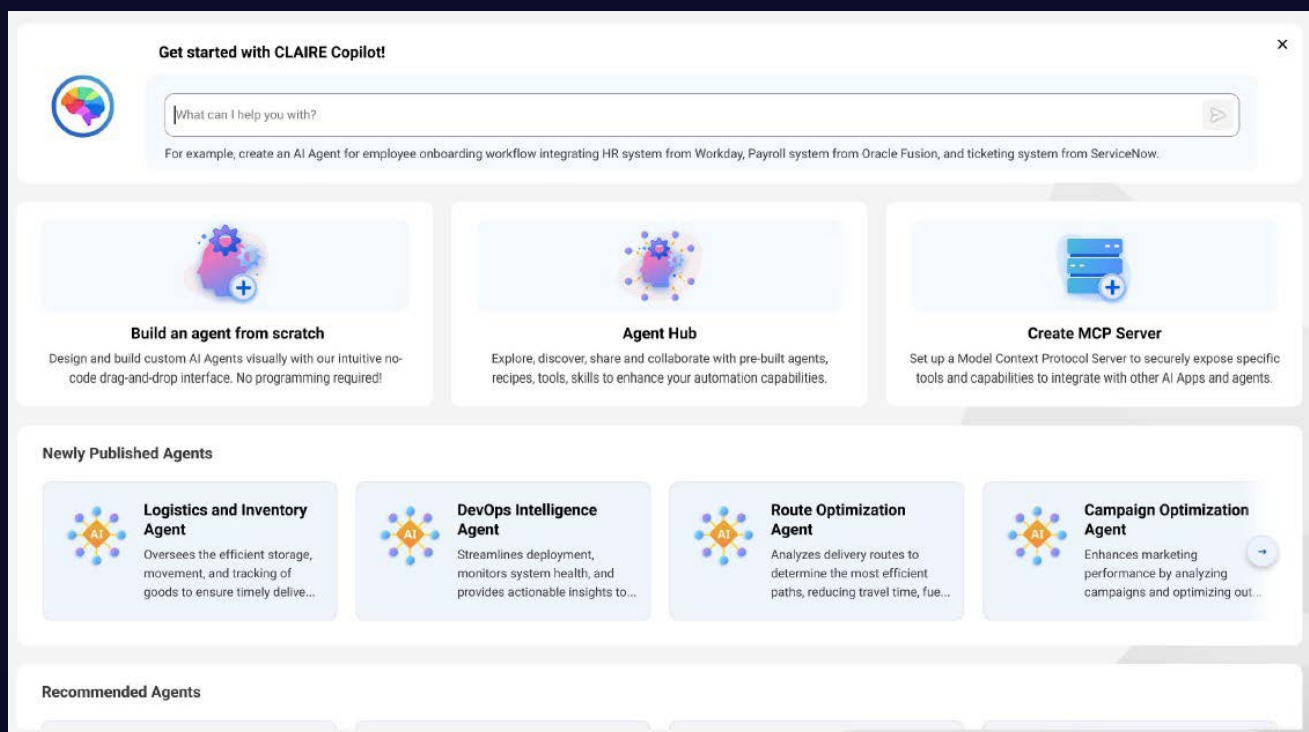 Get started with CLAIRE Copilot!
What can I help you with?
For example, create an AI Agent for employee onboarding workflow integrating HR system from Workday, Payroll system from Oracle Fusion, and ticketing system from ServiceNow.
Build an agent from scratch
Design and build custom AI Agents visually with our intuitive no-
code drag-and-drop interface. No programming required!
Agent Hub
Explore, discover, share and collaborate with pre-built agents,
recipes, tools, skills to enhance your automation capabilities.
Create MCP Server
Set up a Model Context Protocol Server to securely expose specific
tools and capabilities to integrate with other AI Apps and agents.
Newly Published Agents
AI
Logistics and Inventory
Agent
Oversees the efficient storage,
movement, and tracking of
goods to ensure timely delive...
AI
DevOps Intelligence
Agent
Streamlines deployment,
monitors system health, and
provides actionable insights to...
AI
Route Optimization
Agent
Analyzes delivery routes to
determine the most efficient
paths, reducing travel time, fue...
AI
Campaign Optimization
Agent
Enhances marketing
performance by analyzing
campaigns and optimizing out...
Recommended Agents